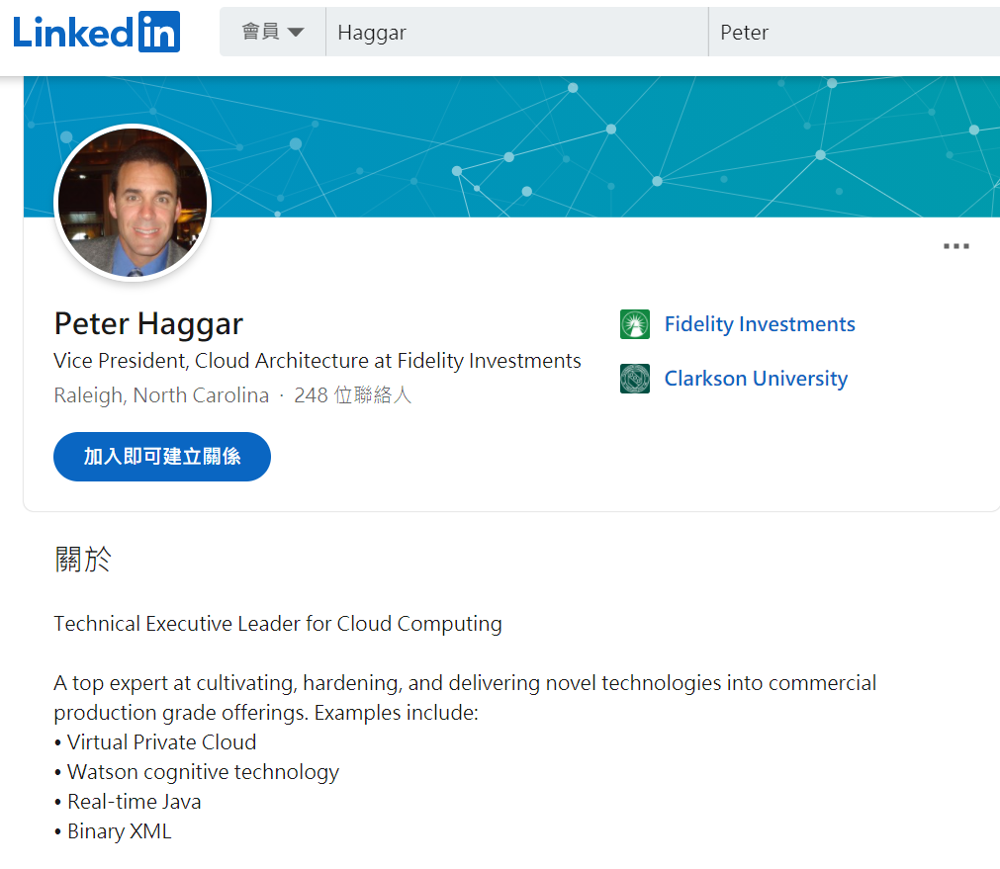 Linked in
會員 Haggar Peter
Peter Haggar
Vice President, Cloud Architecture at Fidelity Investments
Raleigh, North Carolina · 248 位聯絡人
加入即可建立關係
Fidelity Investments
Clarkson University
關於
Technical Executive Leader for Cloud Computing
A top expert at cultivating, hardening, and delivering novel technologies into commercial
production grade offerings. Examples include:
• Virtual Private Cloud
• Watson cognitive technology
• Real-time Java
• Binary XML